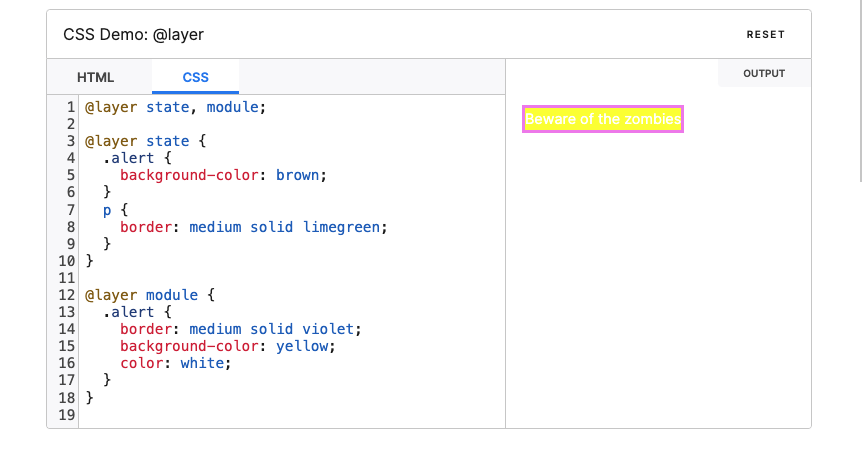 CSS Demo: @layer
RESET
HTML
CSS
OUTPUT
1 @layer state, module;
2
3 @layer state {
4   .alert {
5     background-color: brown;
6   }
7   p {
8     border: medium solid limegreen;
9   }
10 }
11
12 @layer module {
13   .alert {
14     border: medium solid violet;
15     background-color: yellow;
16     color: white;
17   }
18 }
19
Beware of the zombies